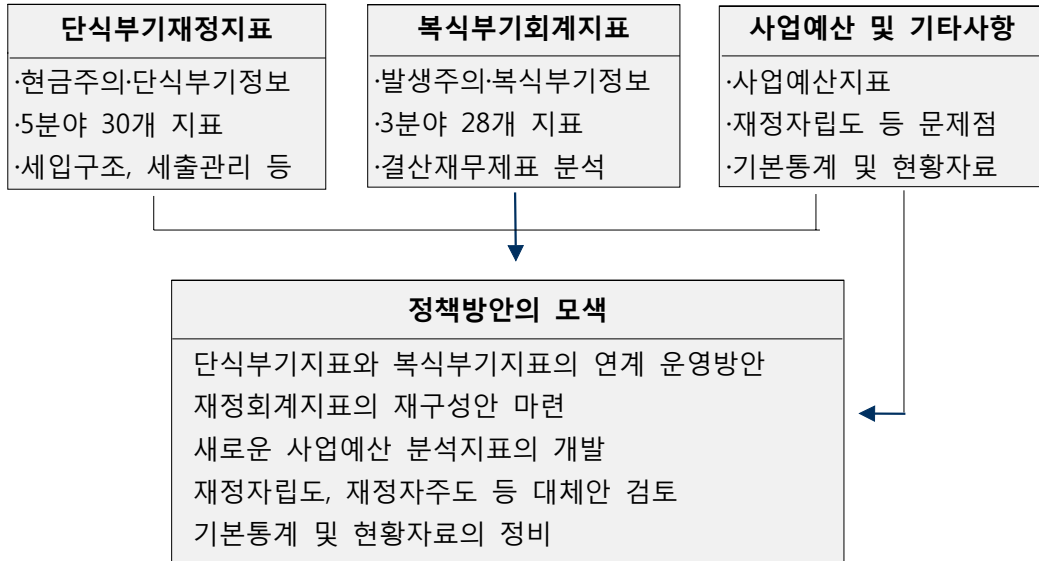 단식부기재정지표
·현금주의·단식부기정보
·5분야 30개 지표
·세입구조, 세출관리 등
복식부기회계지표
·발생주의·복식부기정보
·3분야 28개 지표
·결산재무제표 분석
사업예산 및 기타사항
·사업예산지표
·재정자립도 등 문제점
·기본통계 및 현황자료
정책방안의 모색
단식부기지표와 복식부기지표의 연계 운영방안
재정회계지표의 재구성안 마련
새로운 사업예산 분석지표의 개발
재정자립도, 재정자주도 등 대체안 검토
기본통계 및 현황자료의 정비